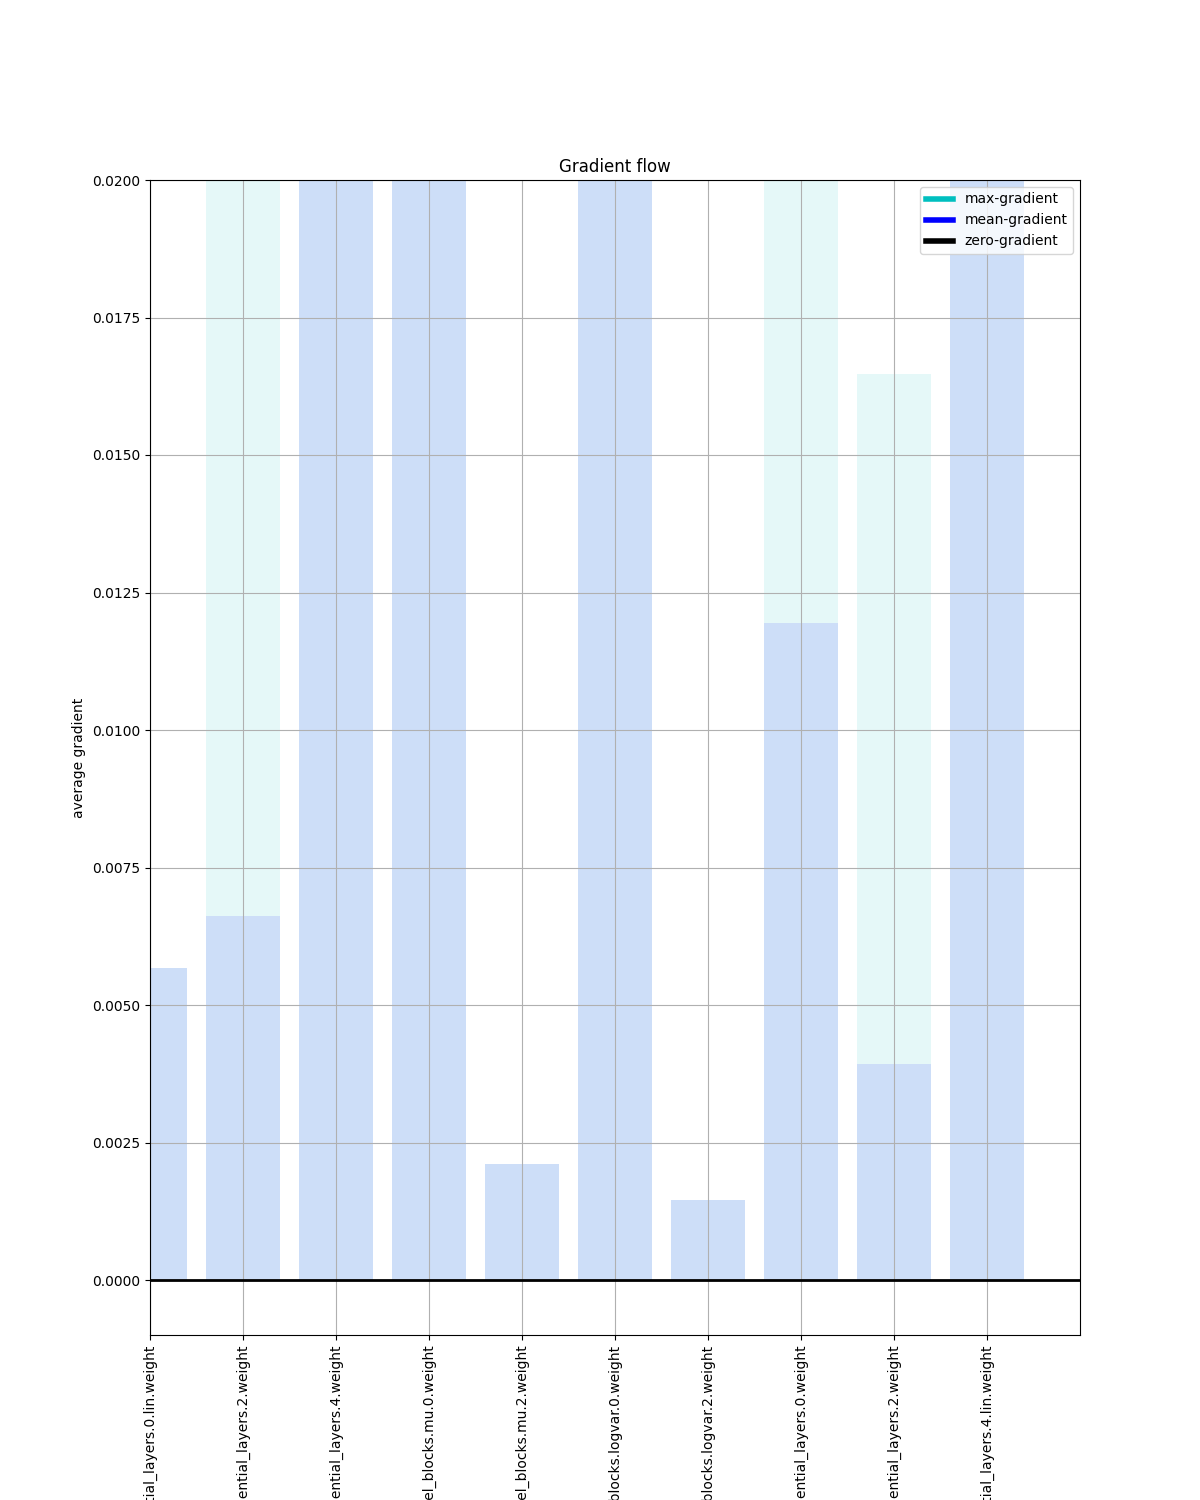 Gradient flow
max-gradient
mean-gradient
zero-gradient
0.0200
0.0175
0.0150
0.0125
0.0100
0.0075
0.0050
0.0025
0.0000
average gradient
tial_layers.0.lin.weight
ential_layers.2.weight
ential_layers.4.weight
el_blocks.mu.0.weight
el_blocks.mu.2.weight
blocks.logvar.0.weight
blocks.logvar.2.weight
ential_layers.0.weight
ential_layers.2.weight
tial_layers.4.lin.weight